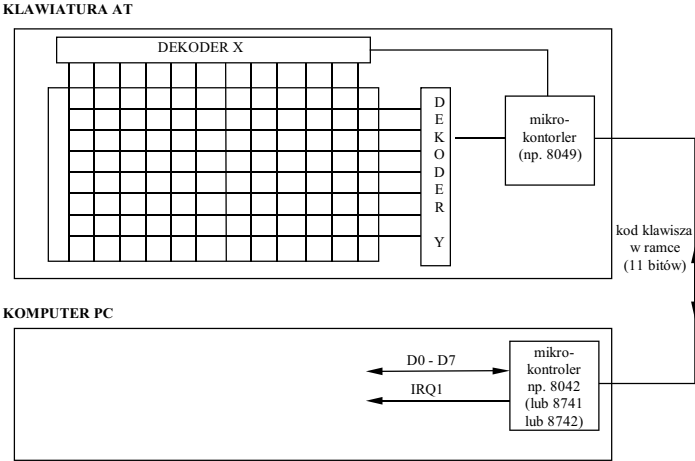 KLAWIATURA AT
DEKODER X
D
E
K
O
D
E
R
Y
mikro-
kontorler
(np. 8049)
kod klawisza
w ramce
(11 bitów)
KOMPUTER PC
D0 - D7
IRQ1
mikro-
kontroler
np. 8042
(lub 8741
lub 8742)